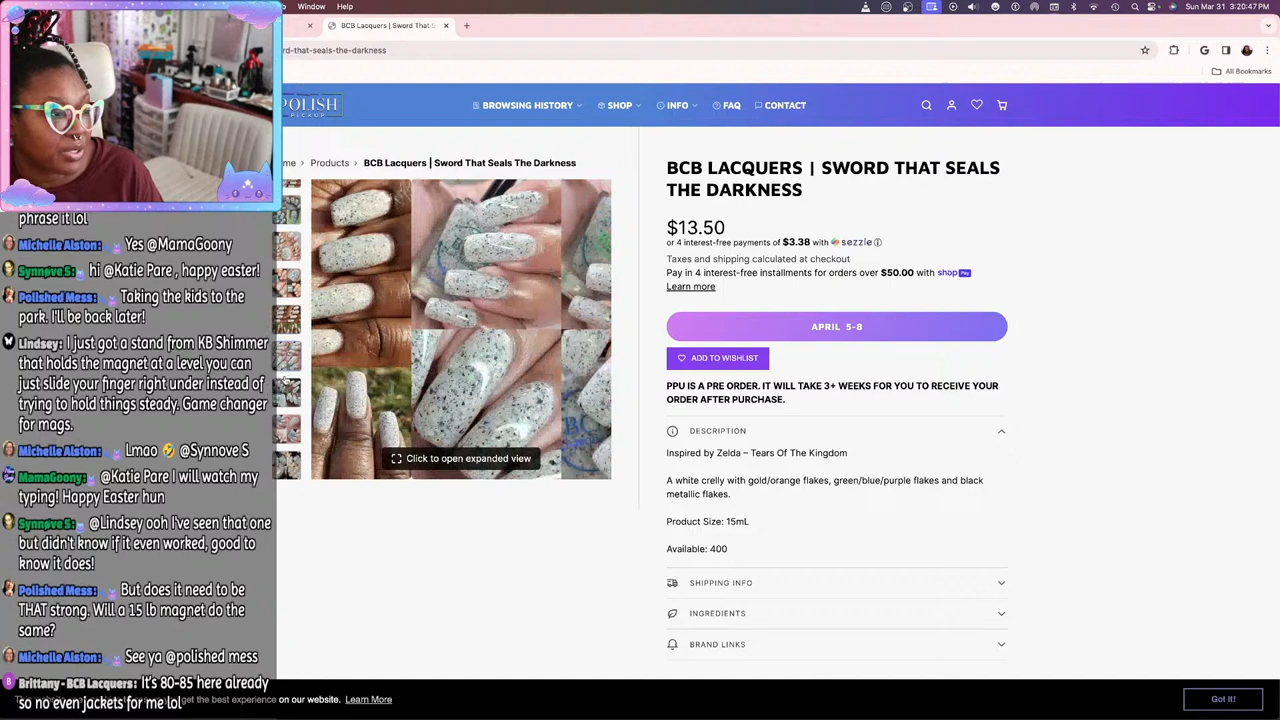 Window Help
Sun Mar 31 3:20:47 PM
BCB Lacquers | Sword That S
rd-that-seals-the-darkness
All Bookmarks
POLISH
PICKUP
BROWSING HISTORY
SHOP
INFO
FAQ
CONTACT
me > Products > BCB Lacquers | Sword That Seals The Darkness
phrase it lol
Michelle Alston: Yes @MamaGoony
Synnøve S: hi @Katie Pare , happy easter!
Polished Mess: Taking the kids to the
park. I'll be back later!
Lindsey: I just got a stand from KB Shimmer
that holds the magnet at a level you can
just slide your finger right under instead of
trying to hold things steady. Game changer
for mags.
Michelle Alston: Lmao 🤣 @Synnove S
MamaGoony: @Katie Pare I will watch my
typing! Happy Easter hun
Synnøve S: @Lindsey ooh I've seen that one
but didn't know if it even worked, good to
know it does!
Polished Mess: But does it need to be
THAT strong. Will a 15 lb magnet do the
same?
Michelle Alston: See ya @polished mess
Brittany - BCB Lacquers: It's 80-85 here already
so no even jackets for me lol
Click to open expanded view
BCB LACQUERS | SWORD THAT SEALS
THE DARKNESS
$13.50
or 4 interest-free payments of $3.38 with sezzle
Taxes and shipping calculated at checkout
Pay in 4 interest-free installments for orders over $50.00 with shop Pay
Learn more
APRIL 5-8
ADD TO WISHLIST
PPU IS A PRE ORDER. IT WILL TAKE 3+ WEEKS FOR YOU TO RECEIVE YOUR
ORDER AFTER PURCHASE.
DESCRIPTION
Inspired by Zelda – Tears Of The Kingdom
A white crelly with gold/orange flakes, green/blue/purple flakes and black
metallic flakes.
Product Size: 15mL
Available: 400
SHIPPING INFO
INGREDIENTS
BRAND LINKS
get the best experience on our website. Learn More
Got it!